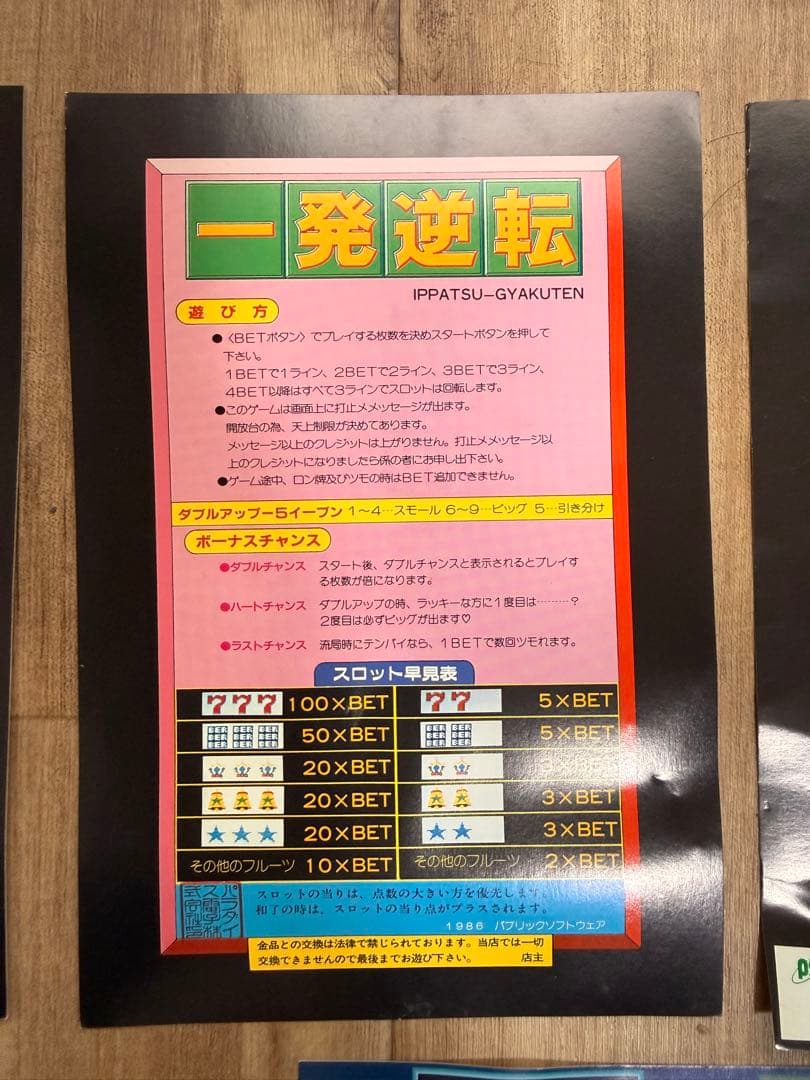 一発逆転
IPPATSU-GYAKUTEN
遊び方
●〈BETボタン〉でプレイする枚数を決めスタートボタンを押して
下さい。
1BETで1ライン、2BETで2ライン、3BETで3ライン、
4BET以降はすべて3ラインでスロットは回転します。
●このゲームは画面上に打止メメッセージが出ます。
開放台の為、天上制限が決めてあります。
メッセージ以上のクレジットは上がりません。打止メメッセージ以
上のクレジットになりましたら係の者にお申し出下さい。
●ゲーム途中、ロン牌及びツモの時はBET追加できません。
ダブルアップー5イーブン 1〜4…スモール 6〜9…ビッグ 5…引き分け
ボーナスチャンス
●ダブルチャンス スタート後、ダブルチャンスと表示されるとプレイす
る枚数が倍になります。
●ハートチャンス ダブルアップの時、ラッキーな方に1度目は………?
2度目は必ずビッグが出ます♡
●ラストチャンス 流局時にテンパイなら、1BETで数回ツモれます。
スロット早見表
777 100×BET 77 5×BET
50×BET 5×BET
20×BET ×BET
20×BET 3×BET
★★★ 20×BET ★★ 3×BET
その他のフルーツ 10×BET その他のフルーツ 2×BET
パラダイ
ス電子株
式会社
スロットの当りは、点数の大きい方を優先します。
和了の時は、スロットの当り点がプラスされます。
1986 パブリックソフトウェア
金品との交換は法律で禁じられております。当店では一切
交換できませんので最後までお遊び下さい。 店主